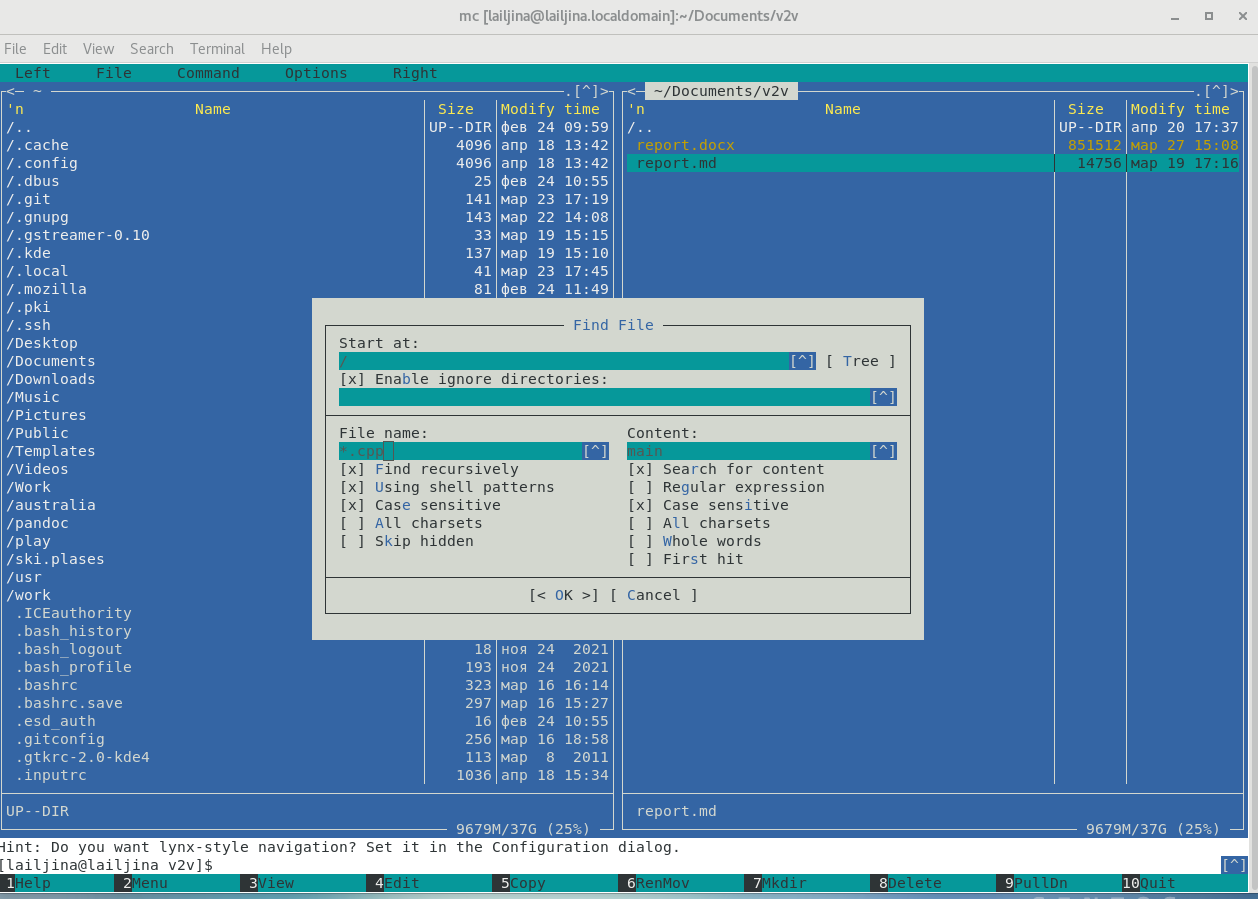 mc [lailjina@lailjina.localdomain]:~/Documents/v2v
File Edit View Search Terminal Help
Left File Command Options Right
<─ ~ .[^]>
'n Name Size Modify time
/.. UP--DIR фев 24 09:59
/.cache 4096 апр 18 13:42
/.config 4096 апр 18 13:42
/.dbus 25 фев 24 10:55
/.git 141 мар 23 17:19
/.gnupg 143 мар 22 14:08
/.gstreamer-0.10 33 мар 19 15:15
/.kde 137 мар 19 15:10
/.local 41 мар 23 17:45
/.mozilla 81 фев 24 11:49
/.pki
/.ssh
/Desktop
/Documents
/Downloads
/Music
/Pictures
/Public
/Templates
/Videos
/Work
/australia
/pandoc
/play
/ski.plases
/usr
/work
.ICEauthority
.bash_history
.bash_logout 18 ноя 24 2021
.bash_profile 193 ноя 24 2021
.bashrc 323 мар 16 16:14
.bashrc.save 297 мар 16 15:27
.esd_auth 16 фев 24 10:55
.gitconfig 256 мар 16 18:58
.gtkrc-2.0-kde4 113 мар 8 2011
.inputrc 1036 апр 18 15:34
UP--DIR
9679M/37G (25%)
<─ ~/Documents/v2v .[^]>
'n Name Size Modify time
/.. UP--DIR апр 20 17:37
report.docx 851512 мар 27 15:08
report.md 14756 мар 19 17:16
report.md
9679M/37G (25%)
Find File
Start at:
/ [^] [ Tree ]
[x] Enable ignore directories:
[^]
File name:
*.cpp [^]
[x] Find recursively
[x] Using shell patterns
[x] Case sensitive
[ ] All charsets
[ ] Skip hidden
Content:
main [^]
[x] Search for content
[ ] Regular expression
[x] Case sensitive
[ ] All charsets
[ ] Whole words
[ ] First hit
[< OK >] [ Cancel ]
Hint: Do you want lynx-style navigation? Set it in the Configuration dialog.
[lailjina@lailjina v2v]$ [^]
1Help 2Menu 3View 4Edit 5Copy 6RenMov 7Mkdir 8Delete 9PullDn 10Quit